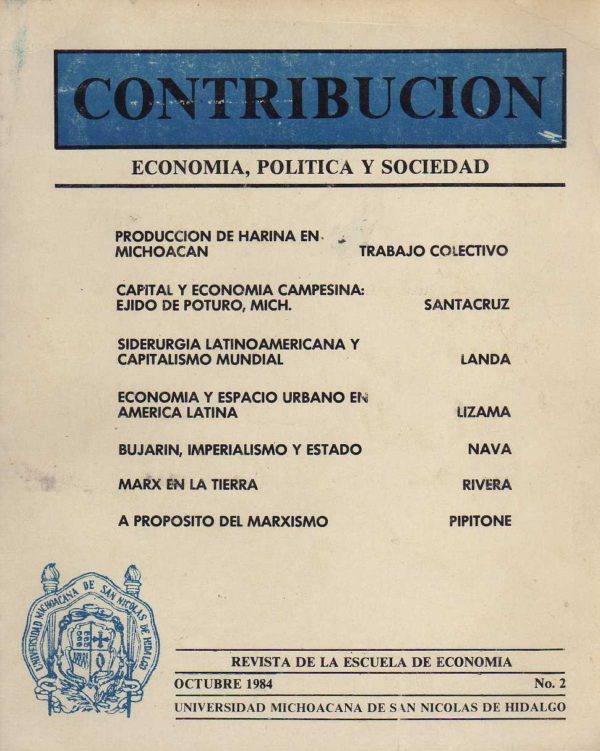 CONTRIBUCION
ECONOMIA, POLITICA Y SOCIEDAD
PRODUCCION DE HARINA EN
MICHOACAN TRABAJO COLECTIVO
CAPITAL Y ECONOMIA CAMPESINA:
EJIDO DE POTURO, MICH. SANTACRUZ
SIDERURGIA LATINOAMERICANA Y
CAPITALISMO MUNDIAL LANDA
ECONOMIA Y ESPACIO URBANO EN
AMERICA LATINA LIZAMA
BUJARIN, IMPERIALISMO Y ESTADO NAVA
MARX EN LA TIERRA RIVERA
A PROPOSITO DEL MARXISMO PIPITONE
UNIVERSIDAD MICHOACANA DE SAN NICOLAS DE HIDALGO
REVISTA DE LA ESCUELA DE ECONOMIA
OCTUBRE 1984 No. 2
UNIVERSIDAD MICHOACANA DE SAN NICOLAS DE HIDALGO